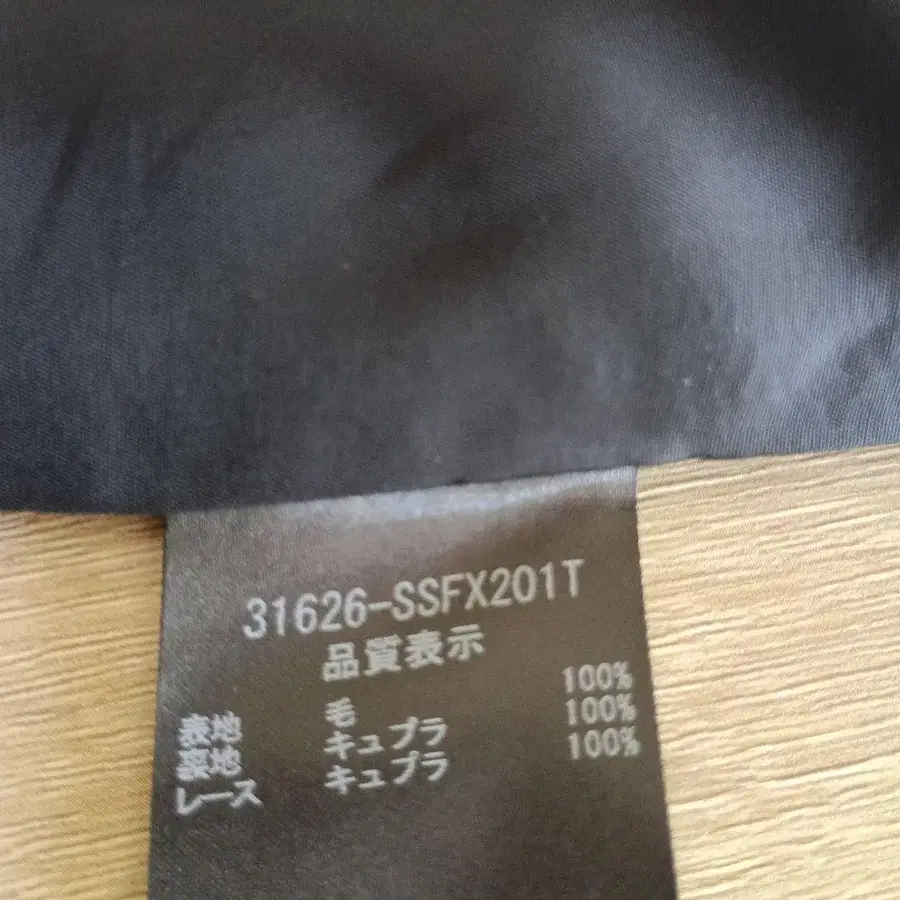 31626-SSFX201T
品質表示
表地 毛 100%
裏地 キュプラ 100%
レース キュプラ 100%